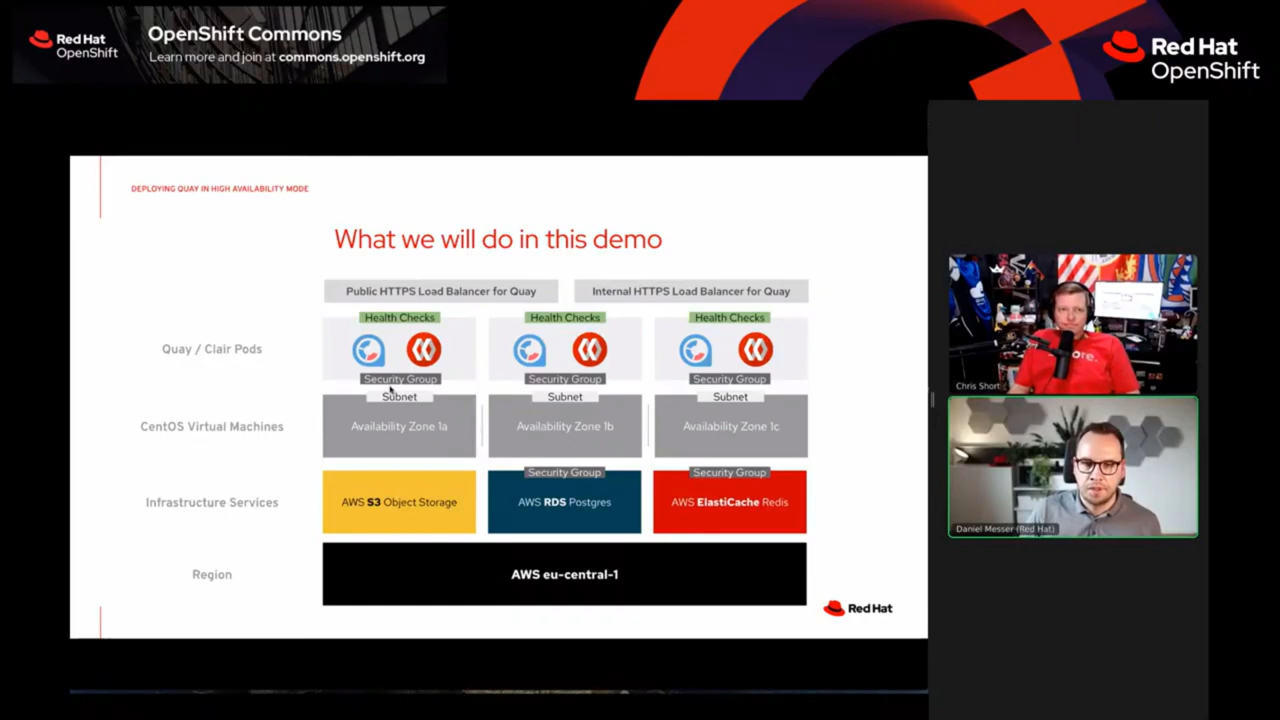 Red Hat
OpenShift
OpenShift Commons
Learn more and join at commons.openshift.org
Red Hat
OpenShift
DEPLOYING QUAY IN HIGH AVAILABILITY MODE
What we will do in this demo
Public HTTPS Load Balancer for Quay
Internal HTTPS Load Balancer for Quay
Health Checks
Health Checks
Health Checks
Quay / Clair Pods
Security Group
Security Group
Security Group
Subnet
Subnet
Subnet
CentOS Virtual Machines
Availability Zone 1a
Availability Zone 1b
Availability Zone 1c
Security Group
Security Group
Infrastructure Services
AWS S3 Object Storage
AWS RDS Postgres
AWS ElastiCache Redis
Region
AWS eu-central-1
Red Hat
Chris Short
ore.
Daniel Messer (Red Hat)